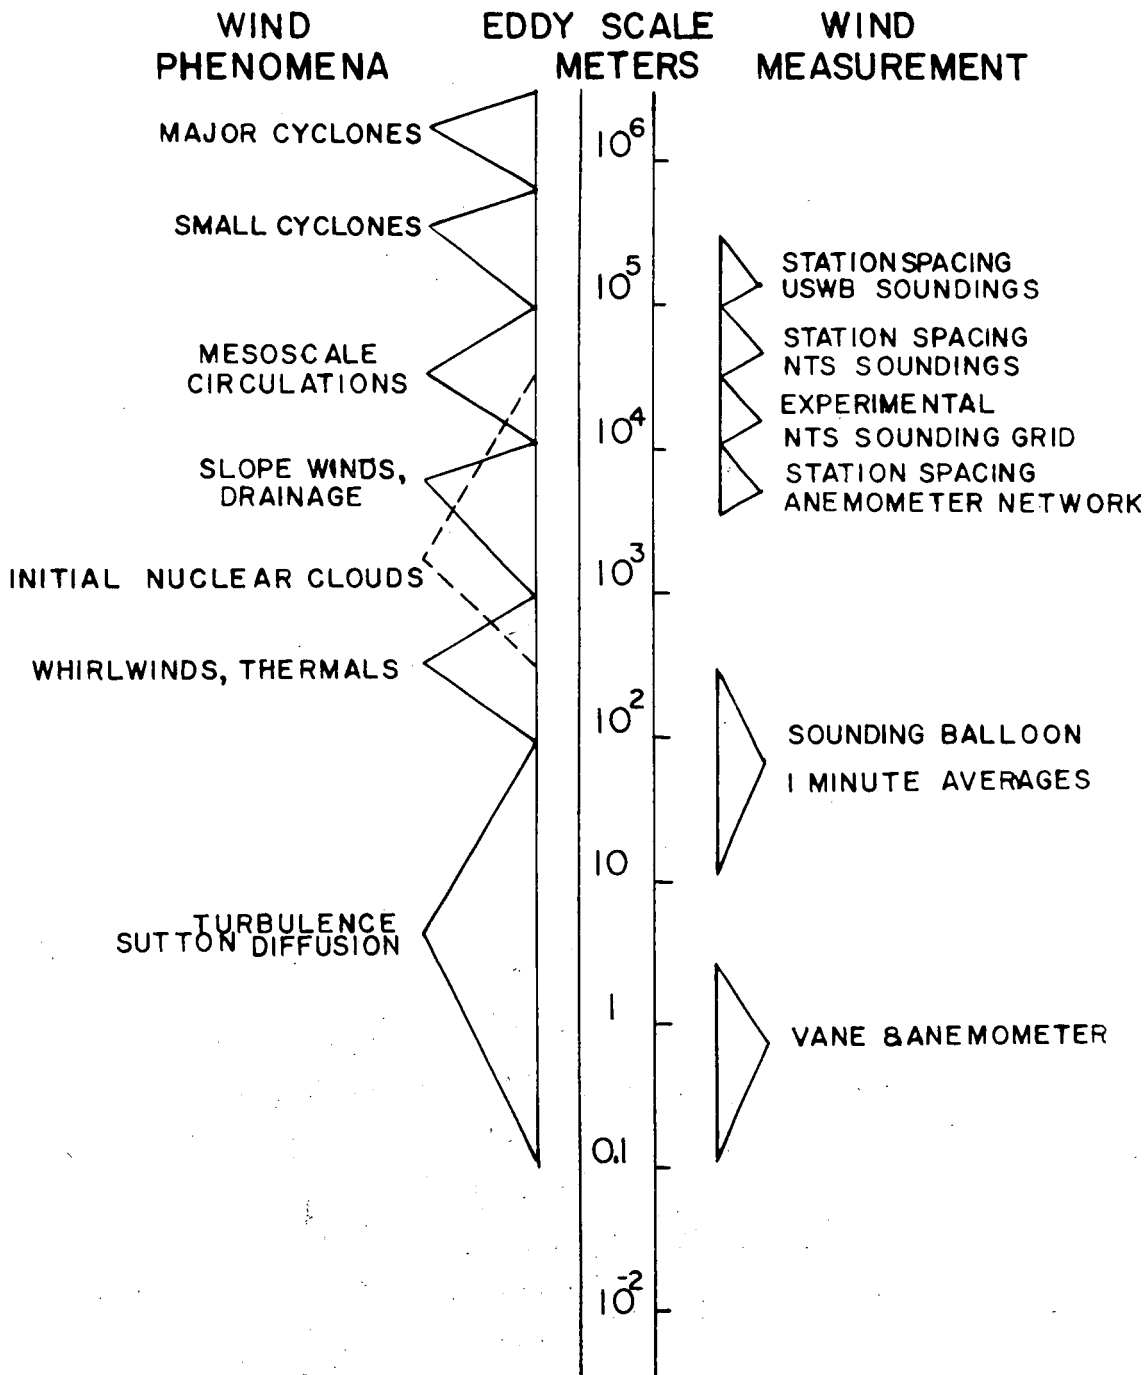 WIND PHENOMENA
EDDY SCALE METERS
WIND MEASUREMENT
MAJOR CYCLONES
SMALL CYCLONES
MESOSCALE
CIRCULATIONS
SLOPE WINDS,
DRAINAGE
INITIAL NUCLEAR CLOUDS
WHIRLWINDS, THERMALS
TURBULENCE
SUTTON DIFFUSION
10⁶
10⁵
10⁴
10³
10²
10
1
0.1
10⁻²
STATION SPACING
USWB SOUNDINGS
STATION SPACING
NTS SOUNDINGS
EXPERIMENTAL
NTS SOUNDING GRID
STATION SPACING
ANEMOMETER NETWORK
SOUNDING BALLOON
1 MINUTE AVERAGES
VANE & ANEMOMETER